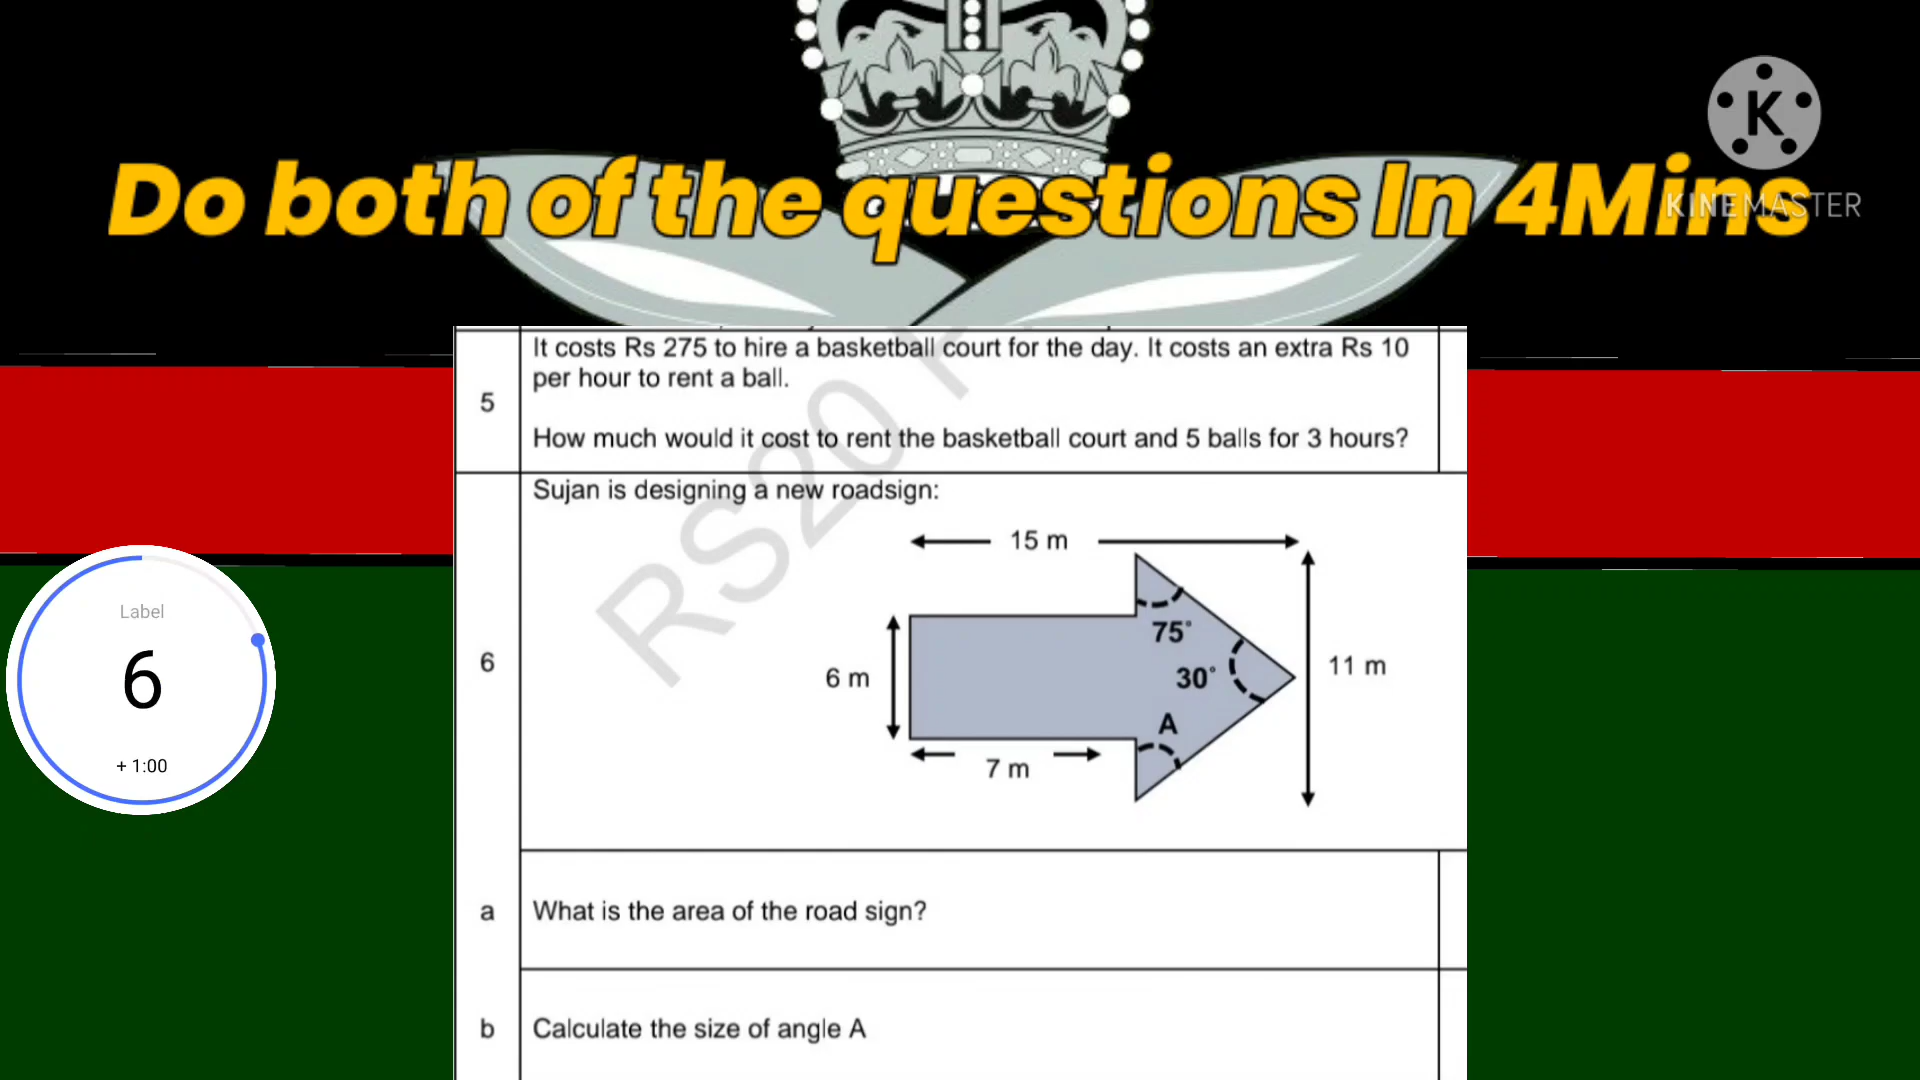 Do both of the questions In 4Mins
K
KINEMASTER
It costs Rs 275 to hire a basketball court for the day. It costs an extra Rs 10
per hour to rent a ball.
5
How much would it cost to rent the basketball court and 5 balls for 3 hours?
RS20
Sujan is designing a new roadsign:
15 m
75°
6
6 m
30°
11 m
A
7 m
a
What is the area of the road sign?
b
Calculate the size of angle A
Label
6
+ 1:00